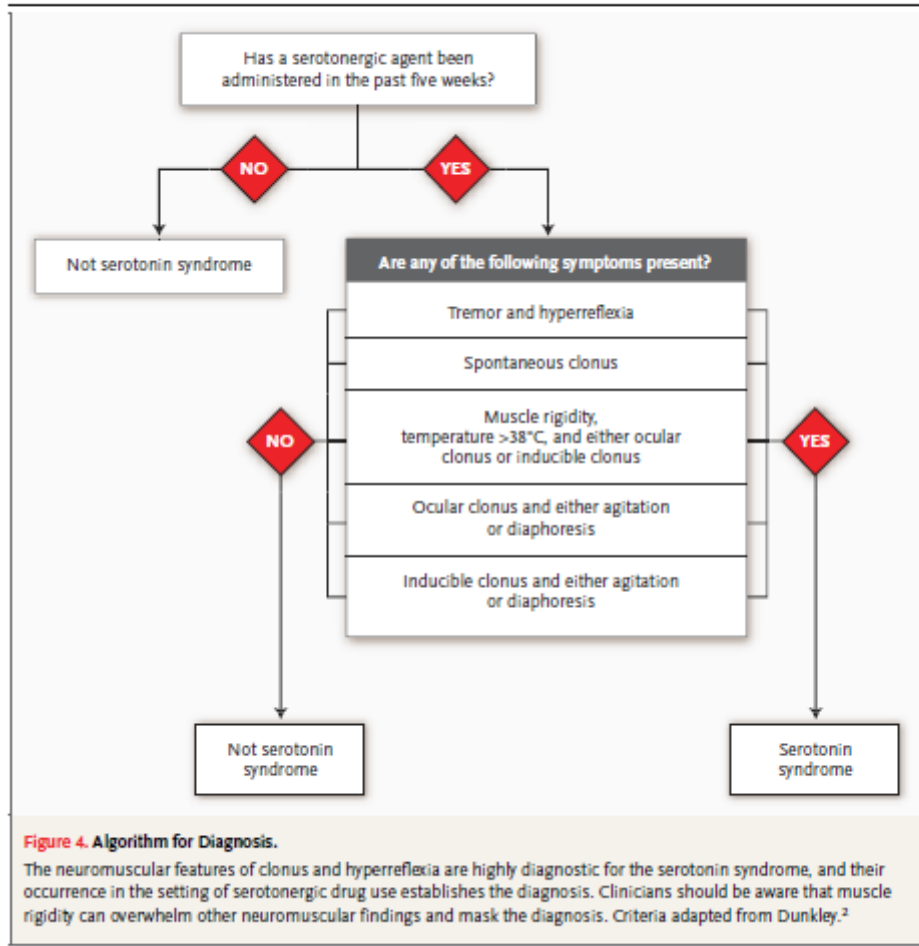 Has a serotonergic agent been
administered in the past five weeks?
NO
YES
Not serotonin syndrome
Are any of the following symptoms present?
Tremor and hyperreflexia
Spontaneous clonus
Muscle rigidity,
temperature >38°C, and either ocular
clonus or inducible clonus
Ocular clonus and either agitation
or diaphoresis
Inducible clonus and either agitation
or diaphoresis
NO
YES
Not serotonin
syndrome
Serotonin
syndrome
Figure 4. Algorithm for Diagnosis.
The neuromuscular features of clonus and hyperreflexia are highly diagnostic for the serotonin syndrome, and their
occurrence in the setting of serotonergic drug use establishes the diagnosis. Clinicians should be aware that muscle
rigidity can overwhelm other neuromuscular findings and mask the diagnosis. Criteria adapted from Dunkley.²